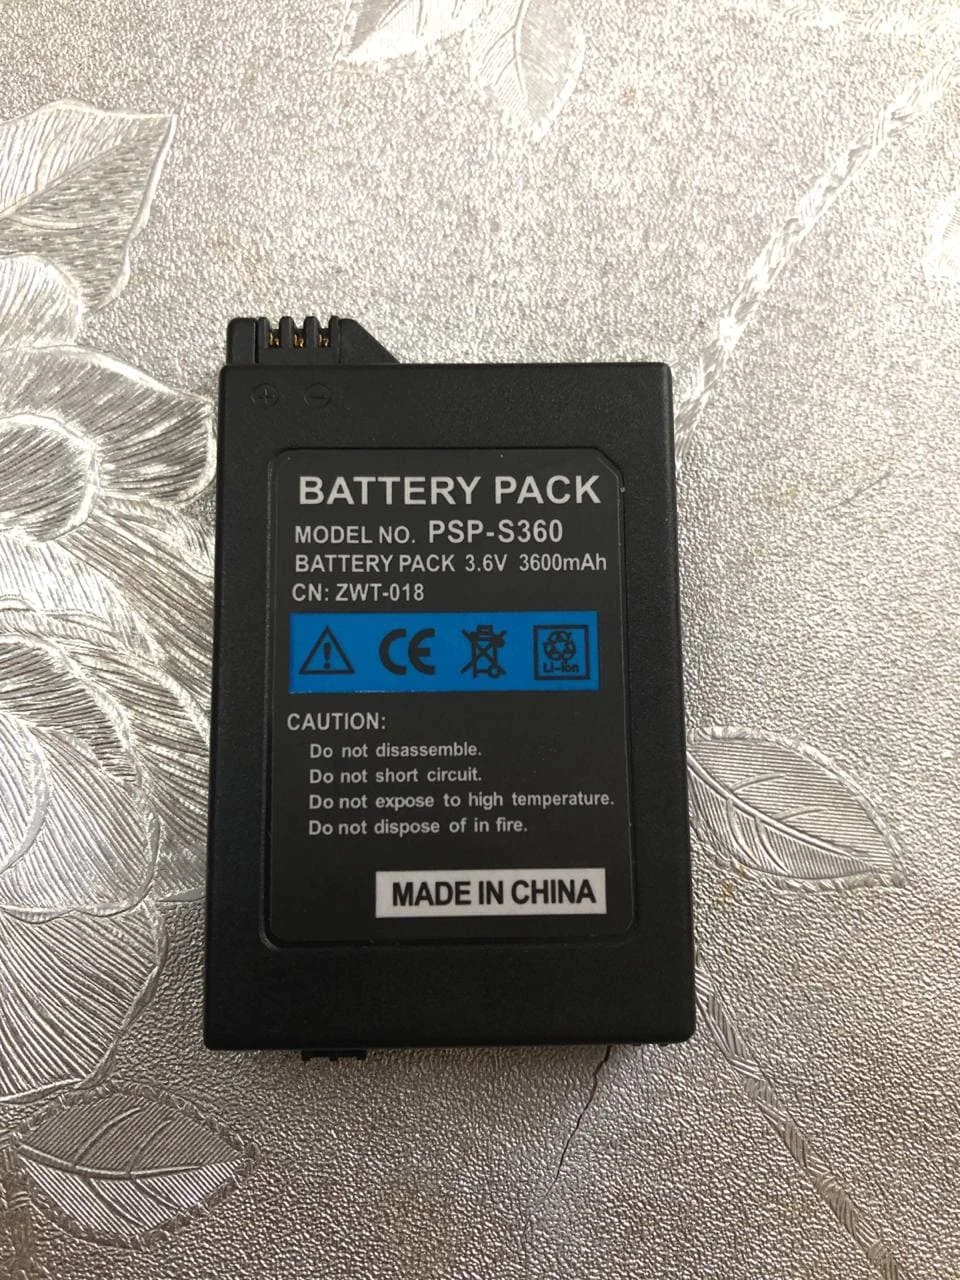 + −
BATTERY PACK
MODEL NO. PSP-S360
BATTERY PACK 3.6V 3600mAh
CN: ZWT-018
CE Li-ion
CAUTION:
Do not disassemble.
Do not short circuit.
Do not expose to high temperature.
Do not dispose of in fire.
MADE IN CHINA